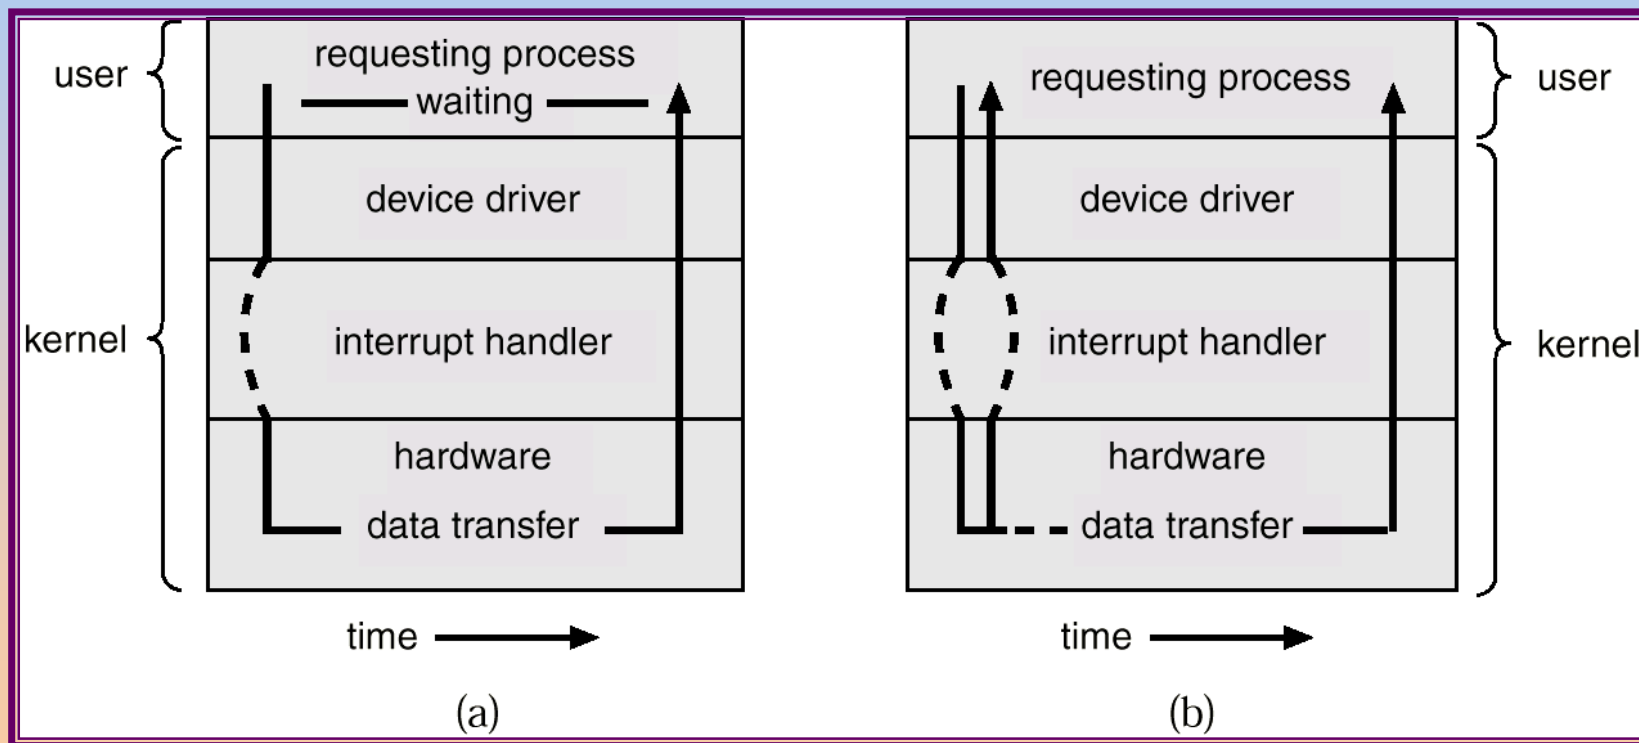 requesting process
user
waiting
device driver
kernel
interrupt handler
hardware
data transfer
time
(a)
requesting process
user
device driver
interrupt handler
kernel
hardware
data transfer
time
(b)